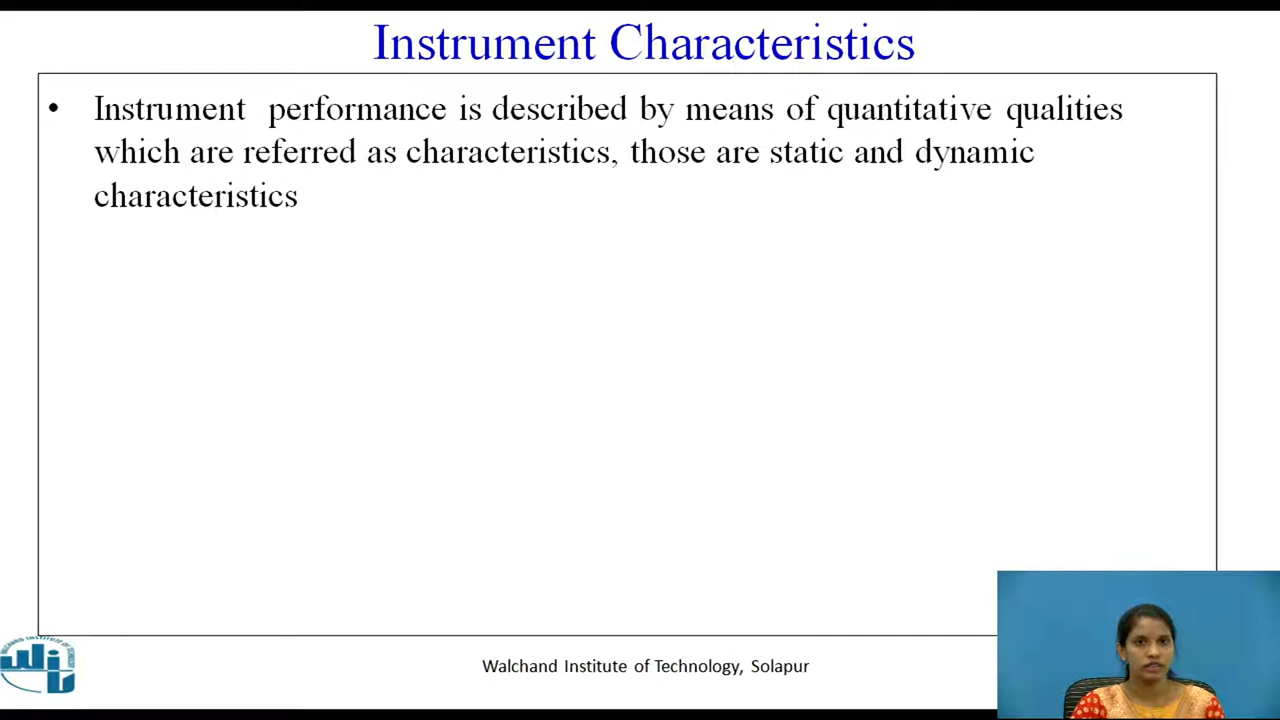 Instrument Characteristics
• Instrument performance is described by means of quantitative qualities
which are referred as characteristics, those are static and dynamic
characteristics
Walchand Institute of Technology, Solapur